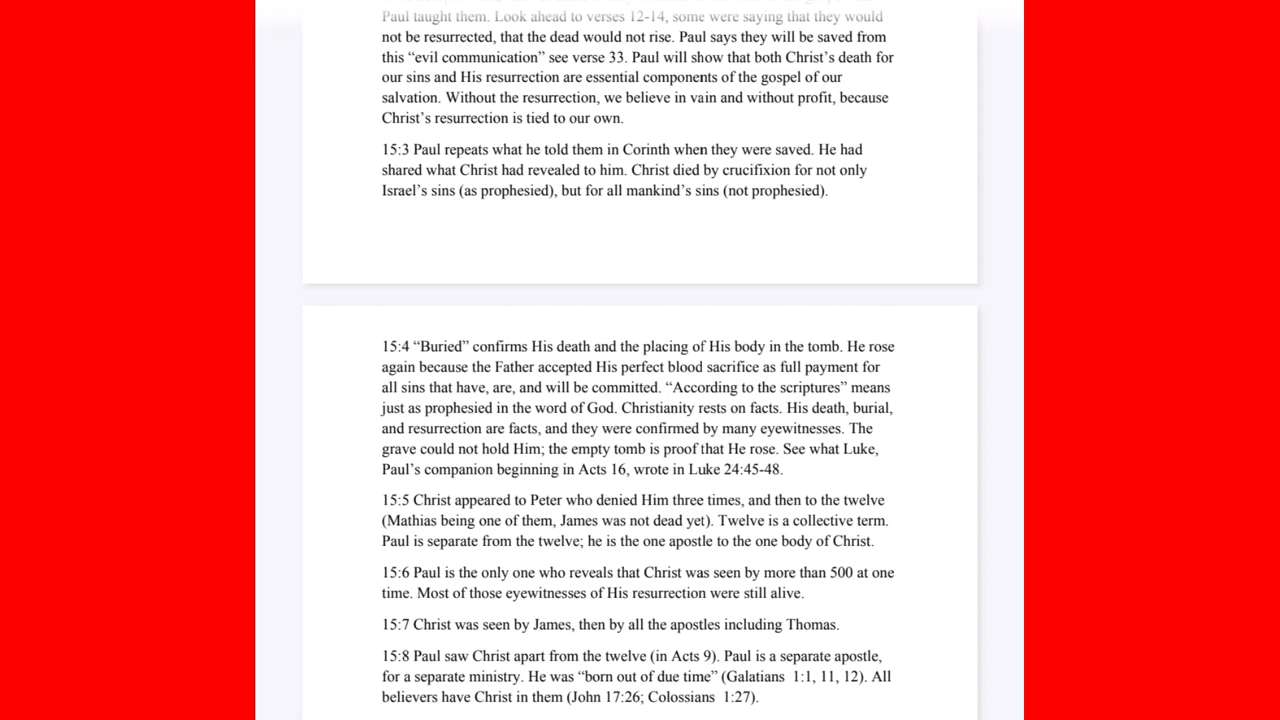 Paul taught them. Look ahead to verses 12-14, some were saying that they would
not be resurrected, that the dead would not rise. Paul says they will be saved from
this “evil communication” see verse 33. Paul will show that both Christ’s death for
our sins and His resurrection are essential components of the gospel of our
salvation. Without the resurrection, we believe in vain and without profit, because
Christ’s resurrection is tied to our own.
15:3 Paul repeats what he told them in Corinth when they were saved. He had
shared what Christ had revealed to him. Christ died by crucifixion for not only
Israel’s sins (as prophesied), but for all mankind’s sins (not prophesied).
15:4 “Buried” confirms His death and the placing of His body in the tomb. He rose
again because the Father accepted His perfect blood sacrifice as full payment for
all sins that have, are, and will be committed. “According to the scriptures” means
just as prophesied in the word of God. Christianity rests on facts. His death, burial,
and resurrection are facts, and they were confirmed by many eyewitnesses. The
grave could not hold Him; the empty tomb is proof that He rose. See what Luke,
Paul’s companion beginning in Acts 16, wrote in Luke 24:45-48.
15:5 Christ appeared to Peter who denied Him three times, and then to the twelve
(Mathias being one of them, James was not dead yet). Twelve is a collective term.
Paul is separate from the twelve; he is the one apostle to the one body of Christ.
15:6 Paul is the only one who reveals that Christ was seen by more than 500 at one
time. Most of those eyewitnesses of His resurrection were still alive.
15:7 Christ was seen by James, then by all the apostles including Thomas.
15:8 Paul saw Christ apart from the twelve (in Acts 9). Paul is a separate apostle,
for a separate ministry. He was “born out of due time” (Galatians 1:1, 11, 12). All
believers have Christ in them (John 17:26; Colossians 1:27).